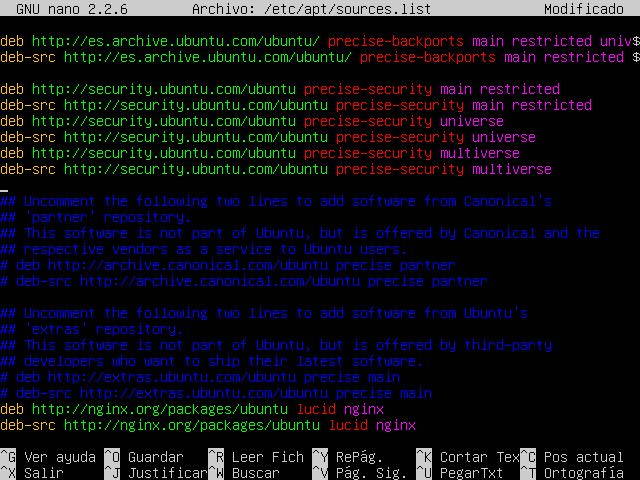 GNU nano 2.2.6 Archivo: /etc/apt/sources.list Modificado
deb http://es.archive.ubuntu.com/ubuntu/ precise-backports main restricted univ$
deb-src http://es.archive.ubuntu.com/ubuntu/ precise-backports main restricted $
deb http://security.ubuntu.com/ubuntu precise-security main restricted
deb-src http://security.ubuntu.com/ubuntu precise-security main restricted
deb http://security.ubuntu.com/ubuntu precise-security universe
deb-src http://security.ubuntu.com/ubuntu precise-security universe
deb http://security.ubuntu.com/ubuntu precise-security multiverse
deb-src http://security.ubuntu.com/ubuntu precise-security multiverse
## Uncomment the following two lines to add software from Canonical's
## 'partner' repository.
## This software is not part of Ubuntu, but is offered by Canonical and the
## respective vendors as a service to Ubuntu users.
# deb http://archive.canonical.com/ubuntu precise partner
# deb-src http://archive.canonical.com/ubuntu precise partner
## Uncomment the following two lines to add software from Ubuntu's
## 'extras' repository.
## This software is not part of Ubuntu, but is offered by third-party
## developers who want to ship their latest software.
# deb http://extras.ubuntu.com/ubuntu precise main
# deb-src http://extras.ubuntu.com/ubuntu precise main
deb http://nginx.org/packages/ubuntu lucid nginx
deb-src http://nginx.org/packages/ubuntu lucid nginx
^G Ver ayuda ^O Guardar ^R Leer Fich ^Y RePág. ^K Cortar Tex ^C Pos actual
^X Salir ^J Justificar ^W Buscar ^V Pág. Sig. ^U PegarTxt ^T Ortografía